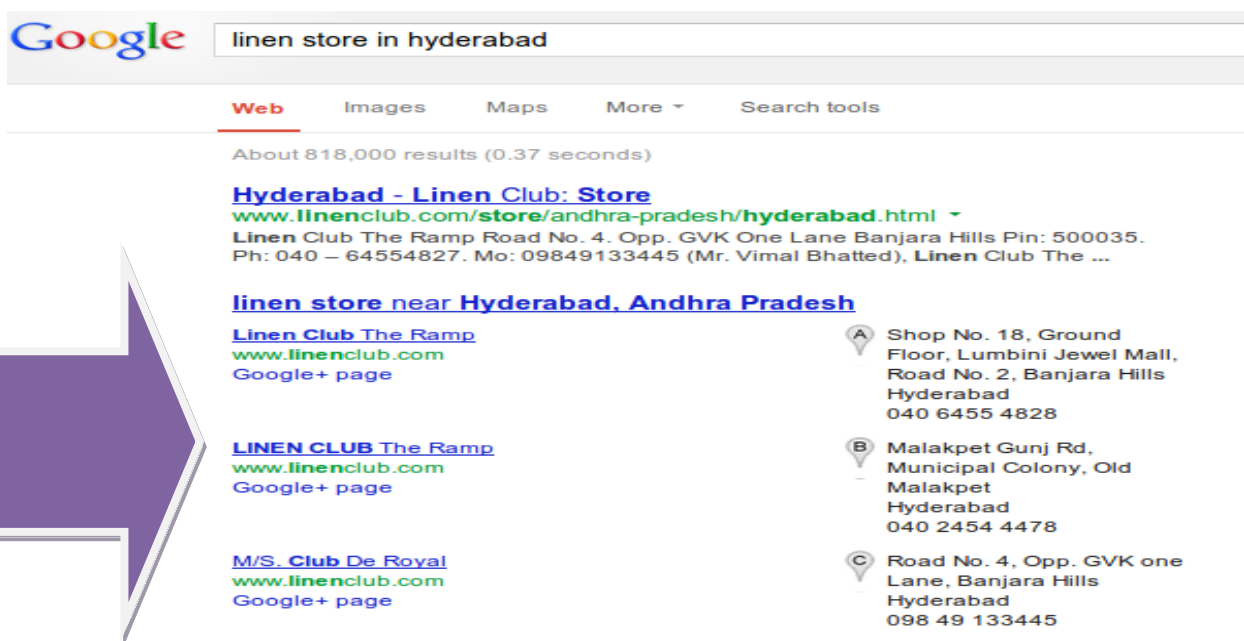 Google
linen store in hyderabad
Web Images Maps More Search tools
About 818,000 results (0.37 seconds)
Hyderabad - Linen Club: Store
www.linenclub.com/store/andhra-pradesh/hyderabad.html
Linen Club The Ramp Road No. 4. Opp. GVK One Lane Banjara Hills Pin: 500035.
Ph: 040 – 64554827. Mo: 09849133445 (Mr. Vimal Bhatted), Linen Club The ...
linen store near Hyderabad, Andhra Pradesh
Linen Club The Ramp
www.linenclub.com
Google+ page
A
Shop No. 18, Ground
Floor, Lumbini Jewel Mall,
Road No. 2, Banjara Hills
Hyderabad
040 6455 4828
LINEN CLUB The Ramp
www.linenclub.com
Google+ page
B
Malakpet Gunj Rd,
Municipal Colony, Old
Malakpet
Hyderabad
040 2454 4478
M/S. Club De Royal
www.linenclub.com
Google+ page
C
Road No. 4, Opp. GVK one
Lane, Banjara Hills
Hyderabad
098 49 133445